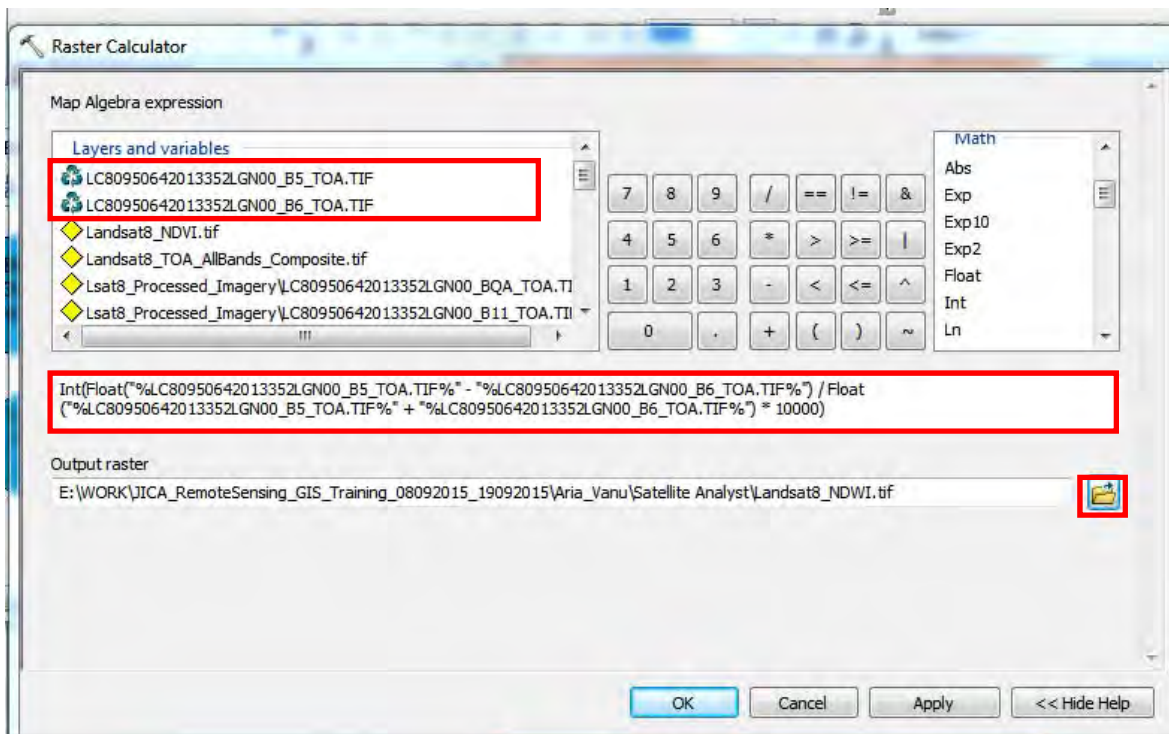 Raster Calculator
Map Algebra expression
Layers and variables
LC80950642013352LGN00_B5_TOA.TIF
LC80950642013352LGN00_B6_TOA.TIF
Landsat8_NDVI.tif
Landsat8_TOA_AllBands_Composite.tif
Lsat8_Processed_Imagery\LC80950642013352LGN00_BQA_TOA.TI
Lsat8_Processed_Imagery\LC80950642013352LGN00_B11_TOA.TI
7 8 9 / == != &
4 5 6 * > >= |
1 2 3 - < <= ^
0 . + ( ) ~
Math
Abs
Exp
Exp10
Exp2
Float
Int
Ln
Int(Float("%LC80950642013352LGN00_B5_TOA.TIF%" - "%LC80950642013352LGN00_B6_TOA.TIF%") / Float
("%LC80950642013352LGN00_B5_TOA.TIF%" + "%LC80950642013352LGN00_B6_TOA.TIF%") * 10000)
Output raster
E:\WORK\JICA_RemoteSensing_GIS_Training_08092015_19092015\Aria_Vanu\Satellite Analyst\Landsat8_NDWI.tif
OK Cancel Apply << Hide Help